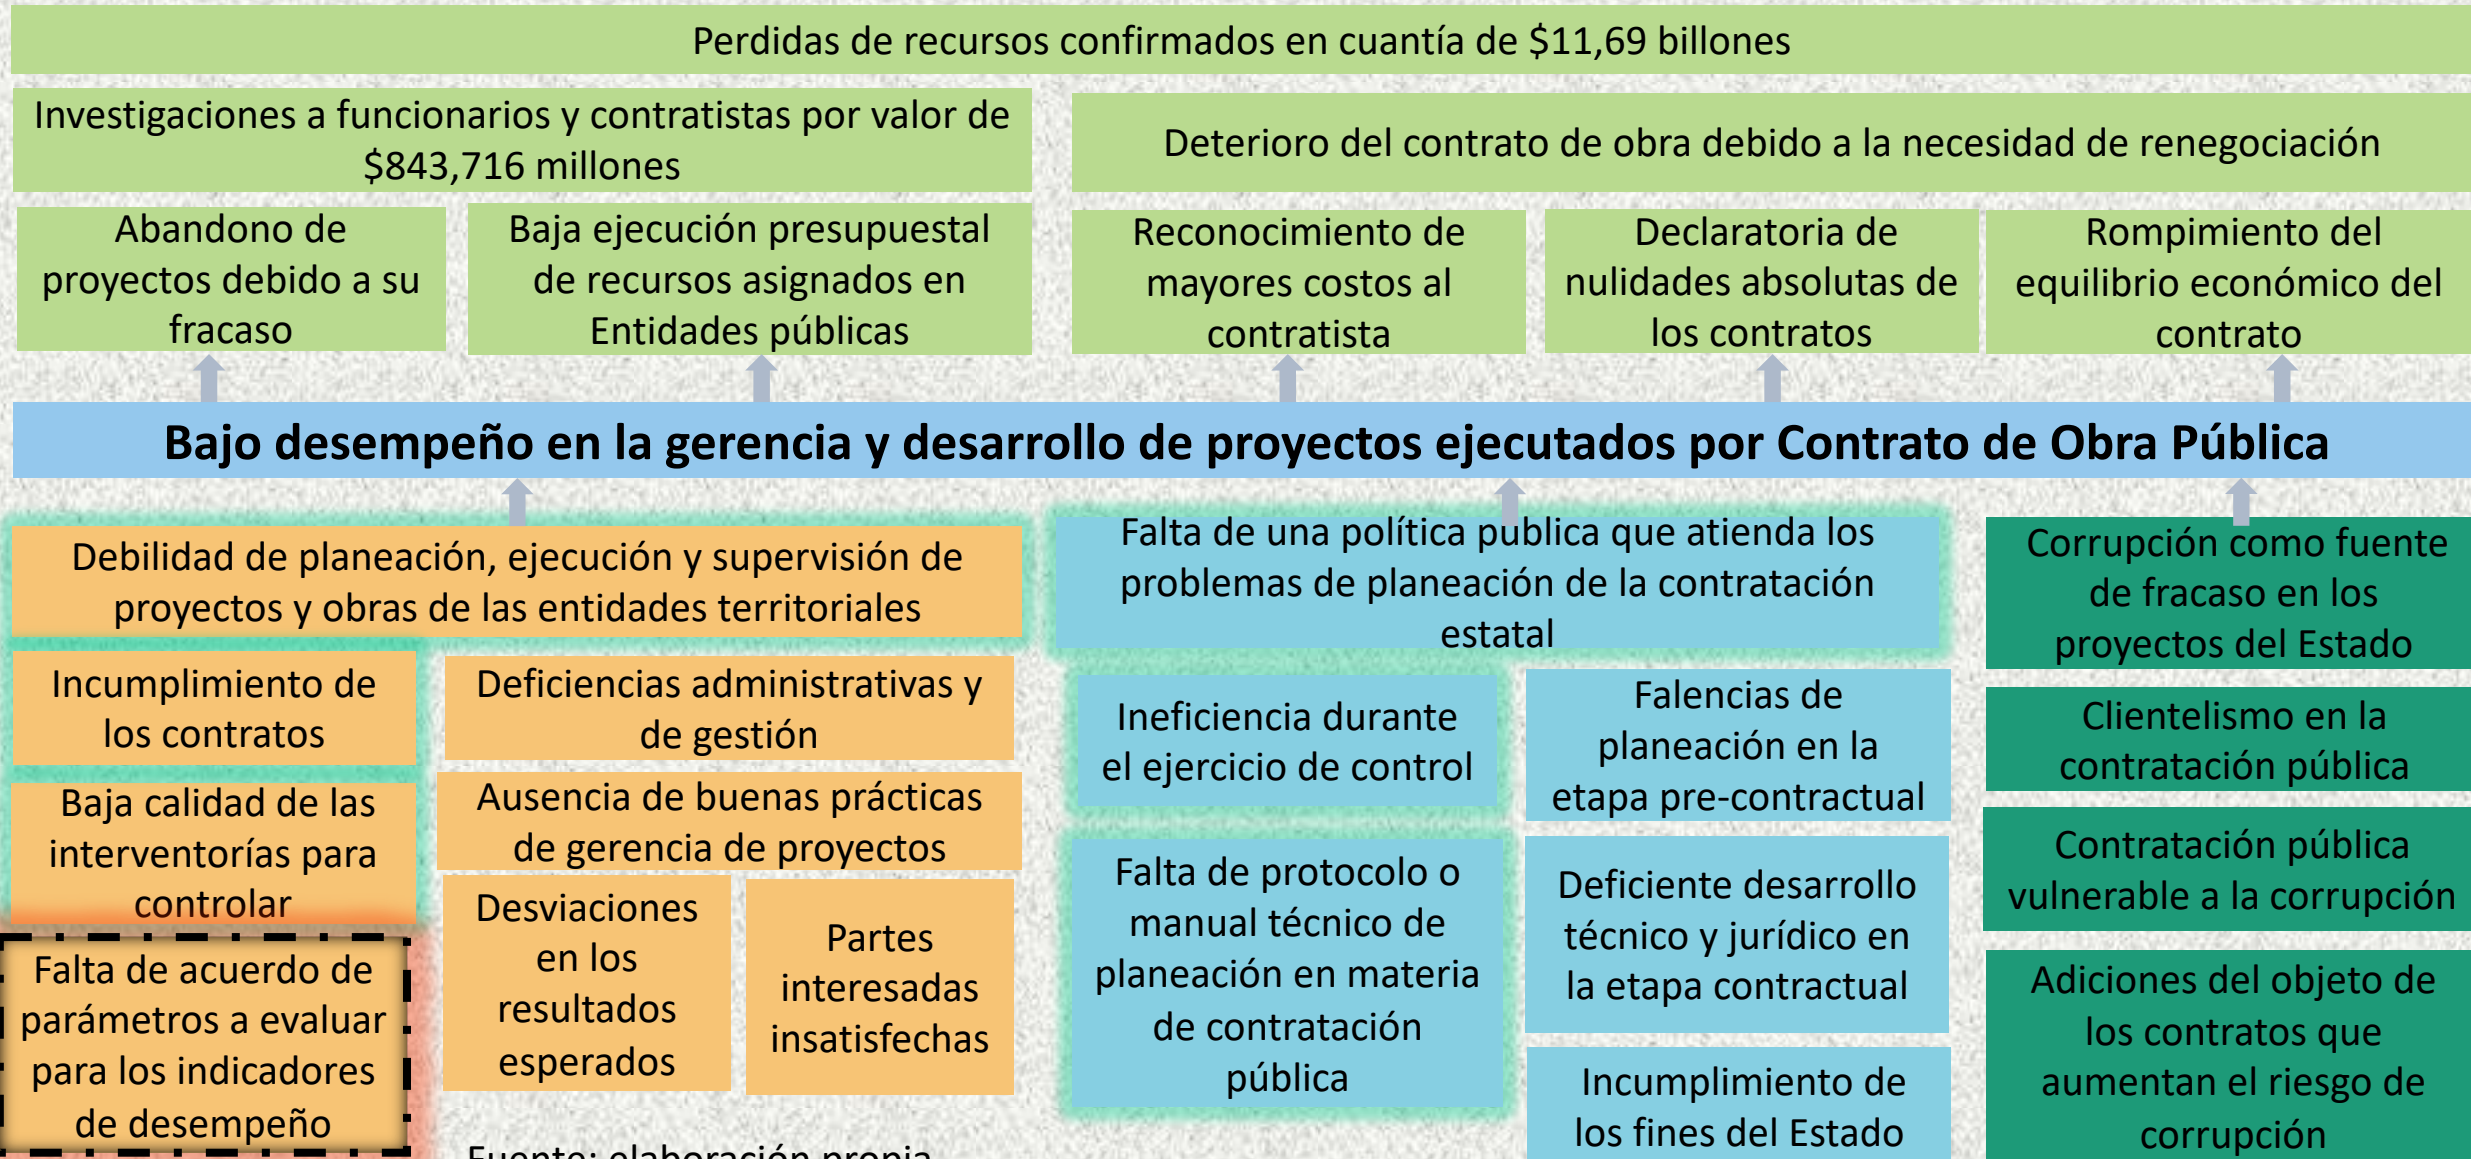 Perdidas de recursos confirmados en cuantía de $11,69 billones
Investigaciones a funcionarios y contratistas por valor de
$843,716 millones
Deterioro del contrato de obra debido a la necesidad de renegociación
Abandono de
proyectos debido a su
fracaso
Baja ejecución presupuestal
de recursos asignados en
Entidades públicas
Reconocimiento de
mayores costos al
contratista
Declaratoria de
nulidades absolutas de
los contratos
Rompimiento del
equilibrio económico del
contrato
Bajo desempeño en la gerencia y desarrollo de proyectos ejecutados por Contrato de Obra Pública
Debilidad de planeación, ejecución y supervisión de
proyectos y obras de las entidades territoriales
Incumplimiento de
los contratos
Baja calidad de las
interventorías para
controlar
Falta de acuerdo de
parámetros a evaluar
para los indicadores
de desempeño
Deficiencias administrativas y
de gestión
Ausencia de buenas prácticas
de gerencia de proyectos
Desviaciones
en los
resultados
esperados
Partes
interesadas
insatisfechas
Falta de una política pública que atienda los
problemas de planeación de la contratación
estatal
Ineficiencia durante
el ejercicio de control
Falta de protocolo o
manual técnico de
planeación en materia
de contratación
pública
Falencias de
planeación en la
etapa pre-contractual
Deficiente desarrollo
técnico y jurídico en
la etapa contractual
Incumplimiento de
los fines del Estado
Corrupción como fuente
de fracaso en los
proyectos del Estado
Clientelismo en la
contratación pública
Contratación pública
vulnerable a la corrupción
Adiciones del objeto de
los contratos que
aumentan el riesgo de
corrupción
Fuente: elaboración propia